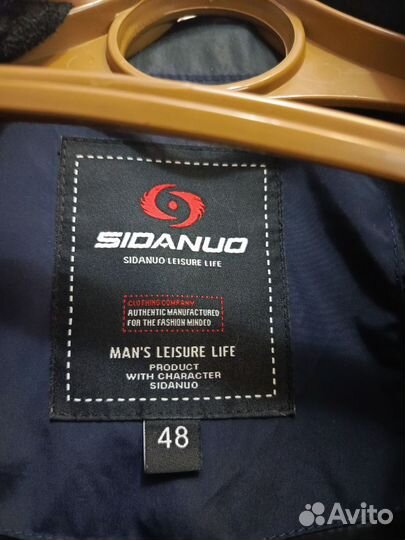 SIDANUO
SIDANUO LEISURE LIFE
CLOTHING COMPANY
AUTHENTIC MANUFACTURED
FOR THE FASHION MINDED
MAN'S LEISURE LIFE
PRODUCT
WITH CHARACTER
SIDANUO
48
Avito